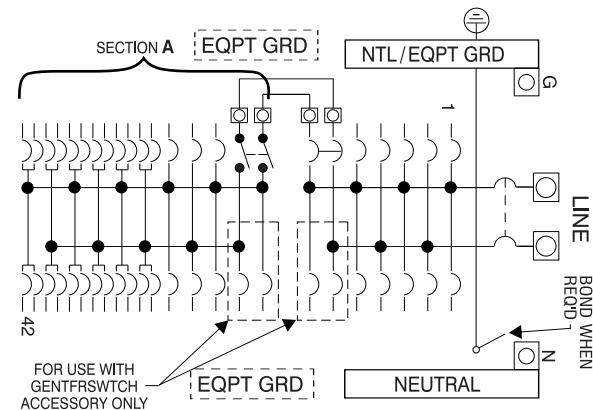 SECTION A
EQPT GRD
NTL/EQPT GRD
G
1
LINE
BOND WHEN
REQ'D
42
N
FOR USE WITH
GENTFRSWTCH
ACCESSORY ONLY
EQPT GRD
NEUTRAL